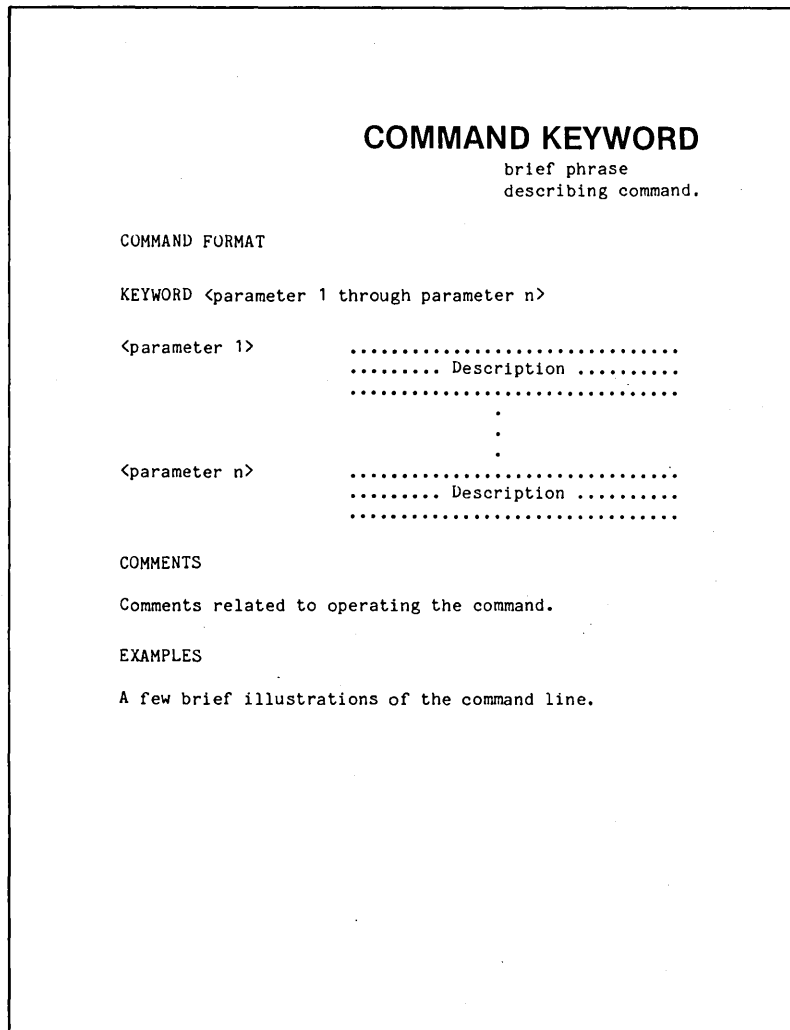 COMMAND KEYWORD
brief phrase
describing command.
COMMAND FORMAT
KEYWORD <parameter 1 through parameter n>
<parameter 1> ................................
......... Description ..........
................................
.
.
.
<parameter n> ................................
......... Description ..........
................................
COMMENTS
Comments related to operating the command.
EXAMPLES
A few brief illustrations of the command line.